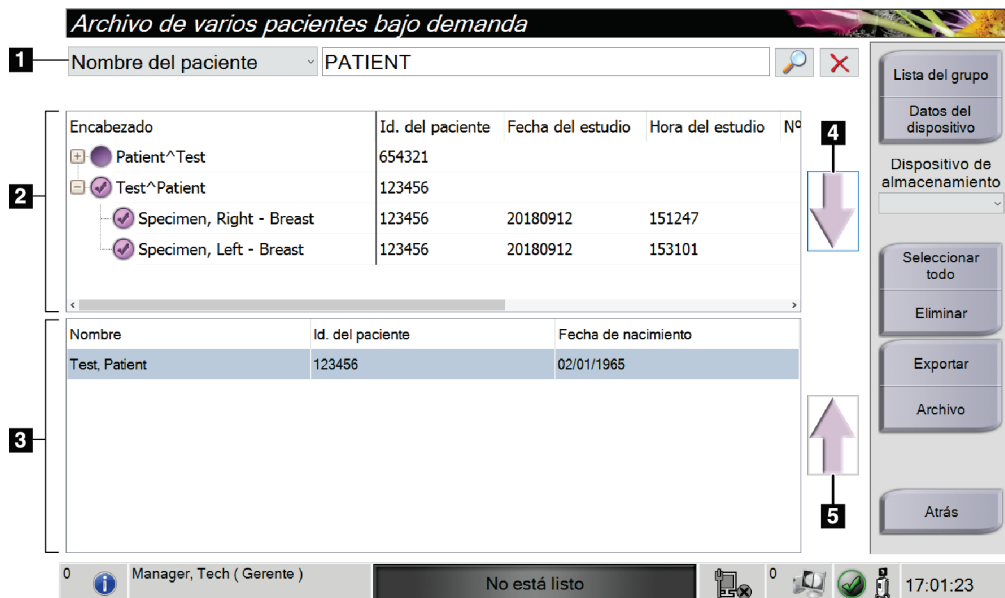 Archivo de varios pacientes bajo demanda
1
Nombre del paciente
PATIENT
2
Encabezado Id. del paciente Fecha del estudio Hora del estudio Nº
Patient^Test 654321
Test^Patient 123456
Specimen, Right - Breast 123456 20180912 151247
Specimen, Left - Breast 123456 20180912 153101
3
Nombre Id. del paciente Fecha de nacimiento
Test, Patient 123456 02/01/1965
4
5
Lista del grupo
Datos del
dispositivo
Dispositivo de
almacenamiento
Seleccionar
todo
Eliminar
Exportar
Archivo
Atrás
0
Manager, Tech ( Gerente )
No está listo
0
17:01:23